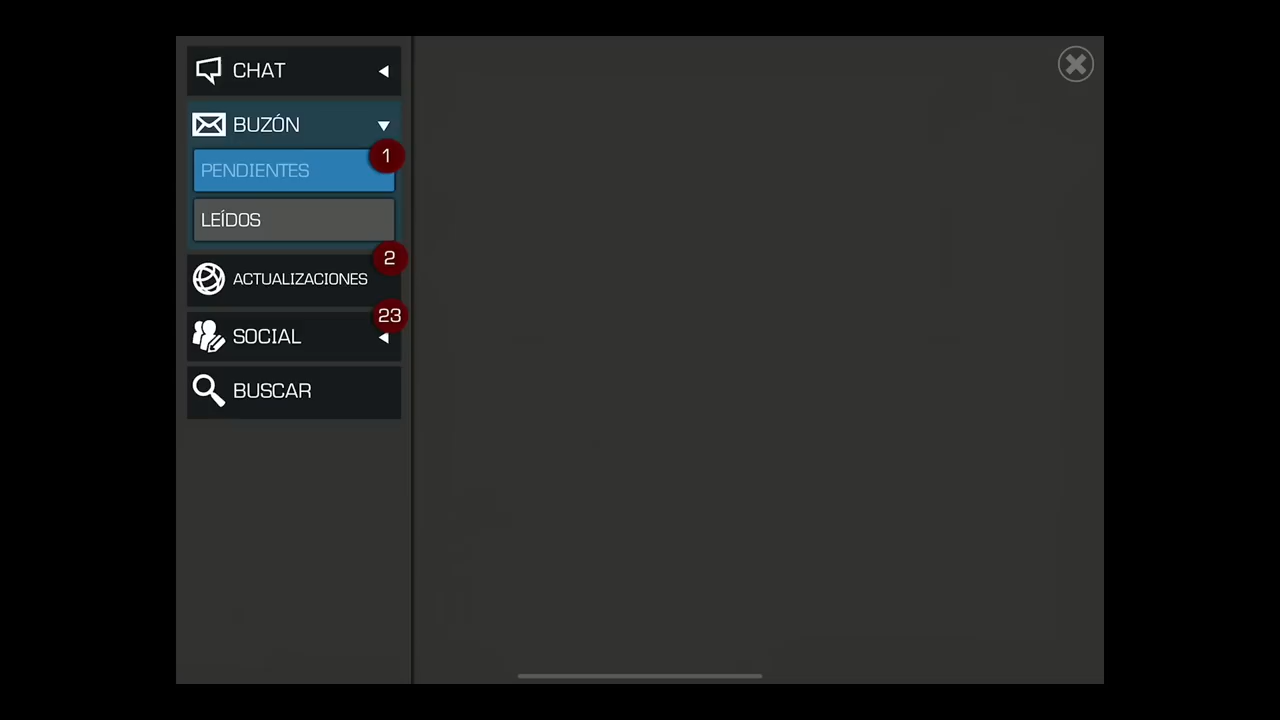 CHAT
BUZÓN
1
PENDIENTES
LEÍDOS
2
ACTUALIZACIONES
23
SOCIAL
BUSCAR